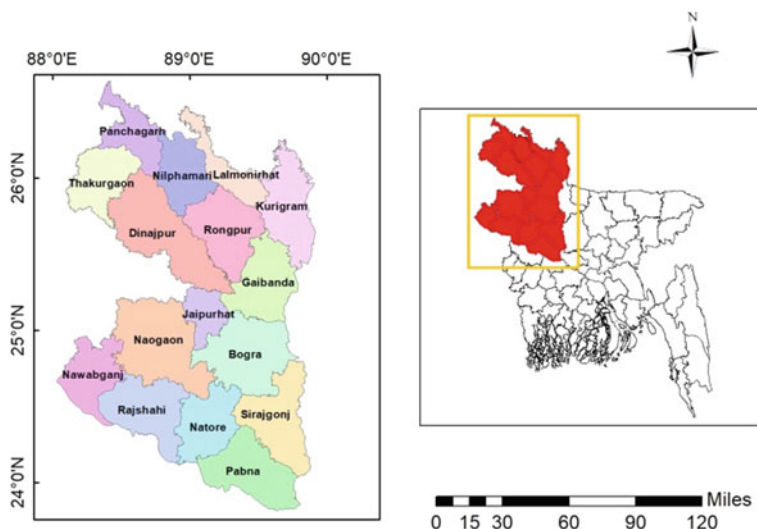 88°0'E 89°0'E 90°0'E
N
26°0'N
25°0'N
24°0'N
Panchagarh
Nilphamari
Lalmonirhat
Thakurgaon
Kurigram
Dinajpur
Rongpur
Gaibanda
Jaipurhat
Naogaon
Bogra
Nawabganj
Rajshahi
Sirajgonj
Natore
Pabna
Miles
0 15 30 60 90 120